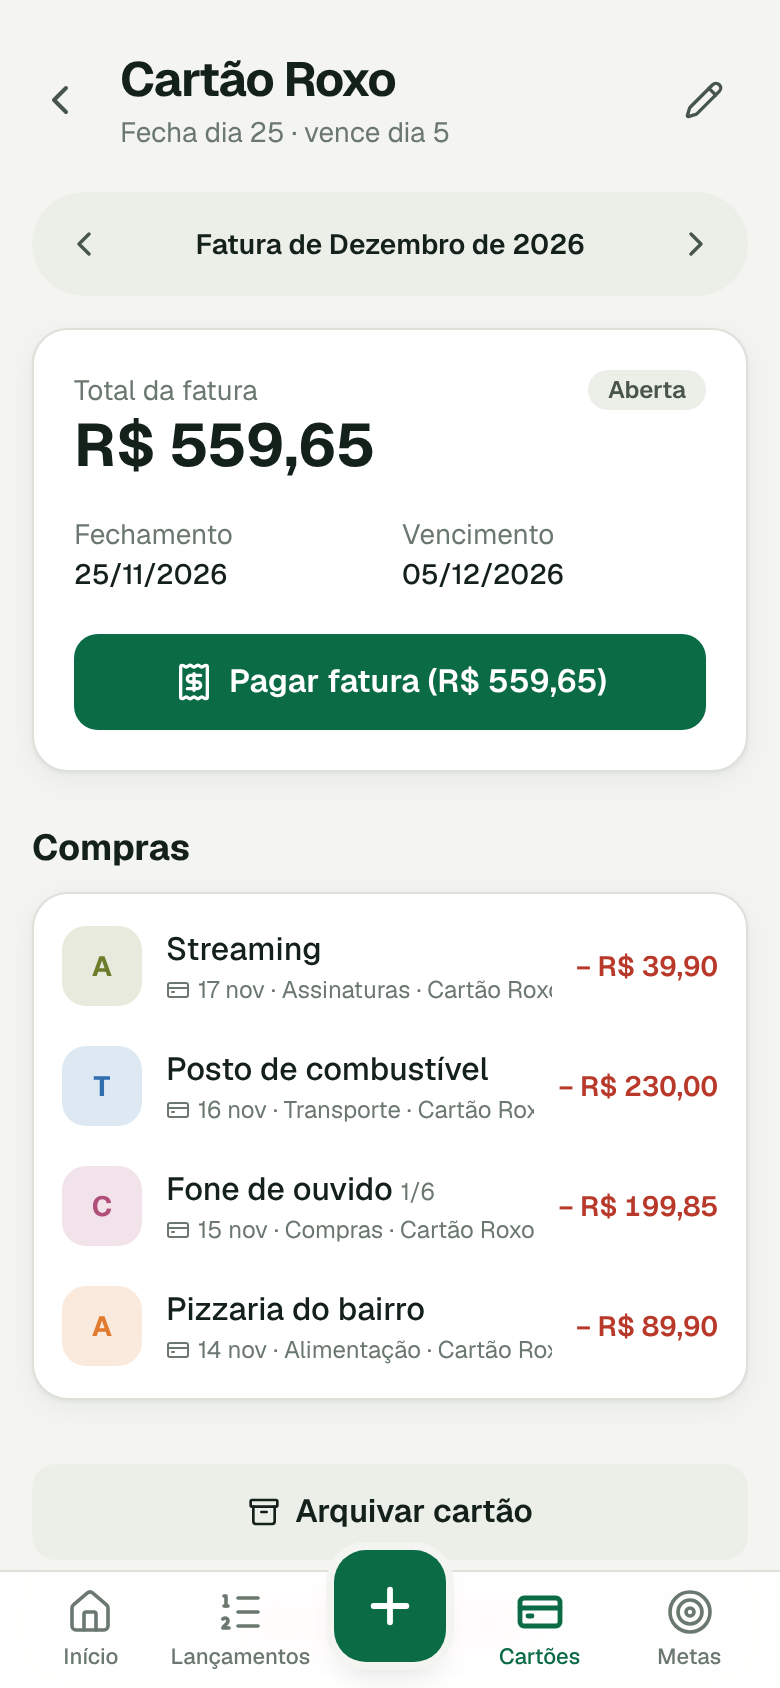 Cartão Roxo
Fecha dia 25 · vence dia 5
Fatura de Dezembro de 2026
Total da fatura
Aberta
R$ 559,65
Fechamento
Vencimento
25/11/2026
05/12/2026
Pagar fatura (R$ 559,65)
Compras
A
Streaming
17 nov · Assinaturas · Cartão Roxo
– R$ 39,90
T
Posto de combustível
16 nov · Transporte · Cartão Rox
– R$ 230,00
C
Fone de ouvido 1/6
15 nov · Compras · Cartão Roxo
– R$ 199,85
A
Pizzaria do bairro
14 nov · Alimentação · Cartão Rox
– R$ 89,90
Arquivar cartão
Início
Lançamentos
Cartões
Metas